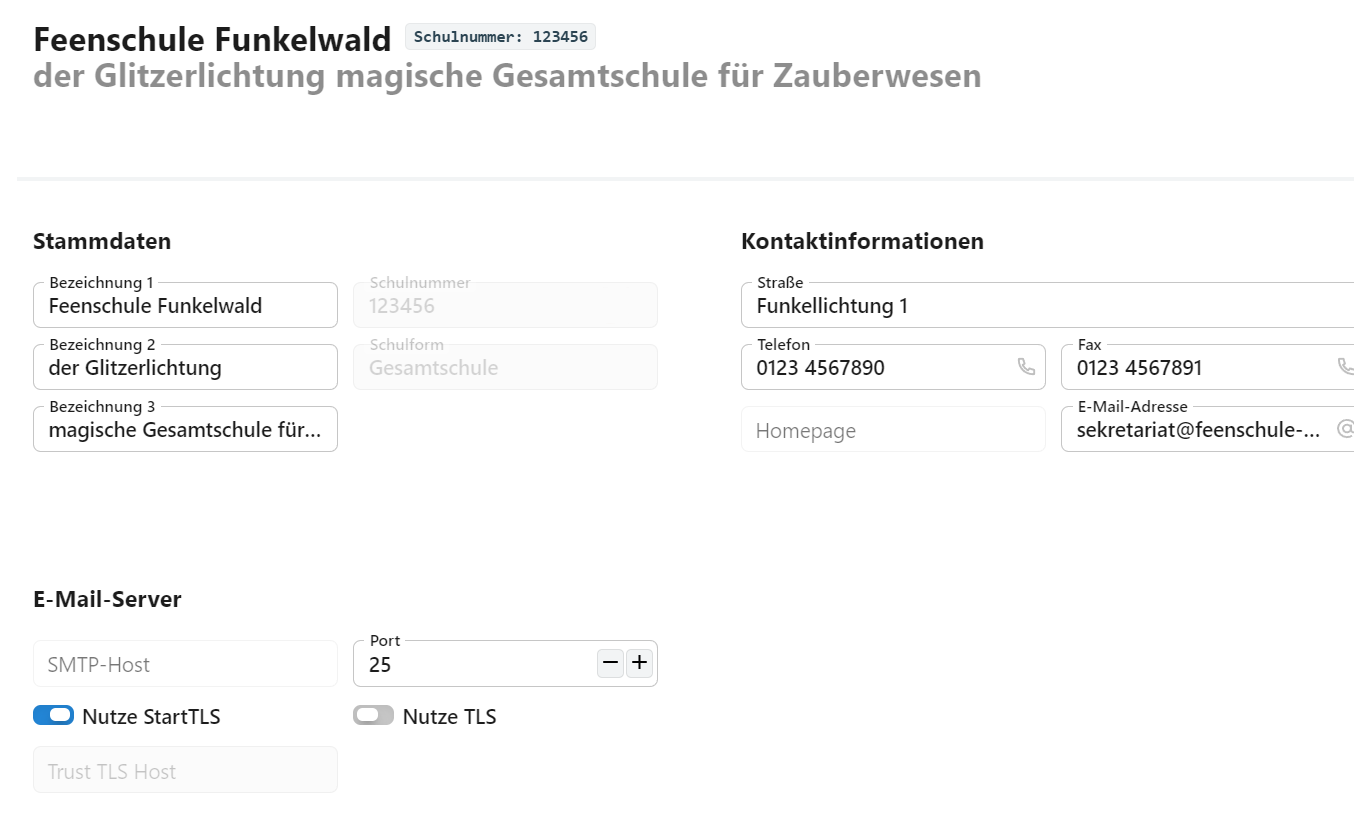 Feenschule Funkelwald Schulnummer: 123456
der Glitzerlichtung magische Gesamtschule für Zauberwesen
Stammdaten
Bezeichnung 1
Feenschule Funkelwald
Schulnummer
123456
Bezeichnung 2
der Glitzerlichtung
Schulform
Gesamtschule
Bezeichnung 3
magische Gesamtschule für...
Kontaktinformationen
Straße
Funkellichtung 1
Telefon
0123 4567890
Fax
0123 4567891
Homepage
E-Mail-Adresse
sekretariat@feenschule-...
E-Mail-Server
SMTP-Host
Port
25
Nutze StartTLS
Nutze TLS
Trust TLS Host